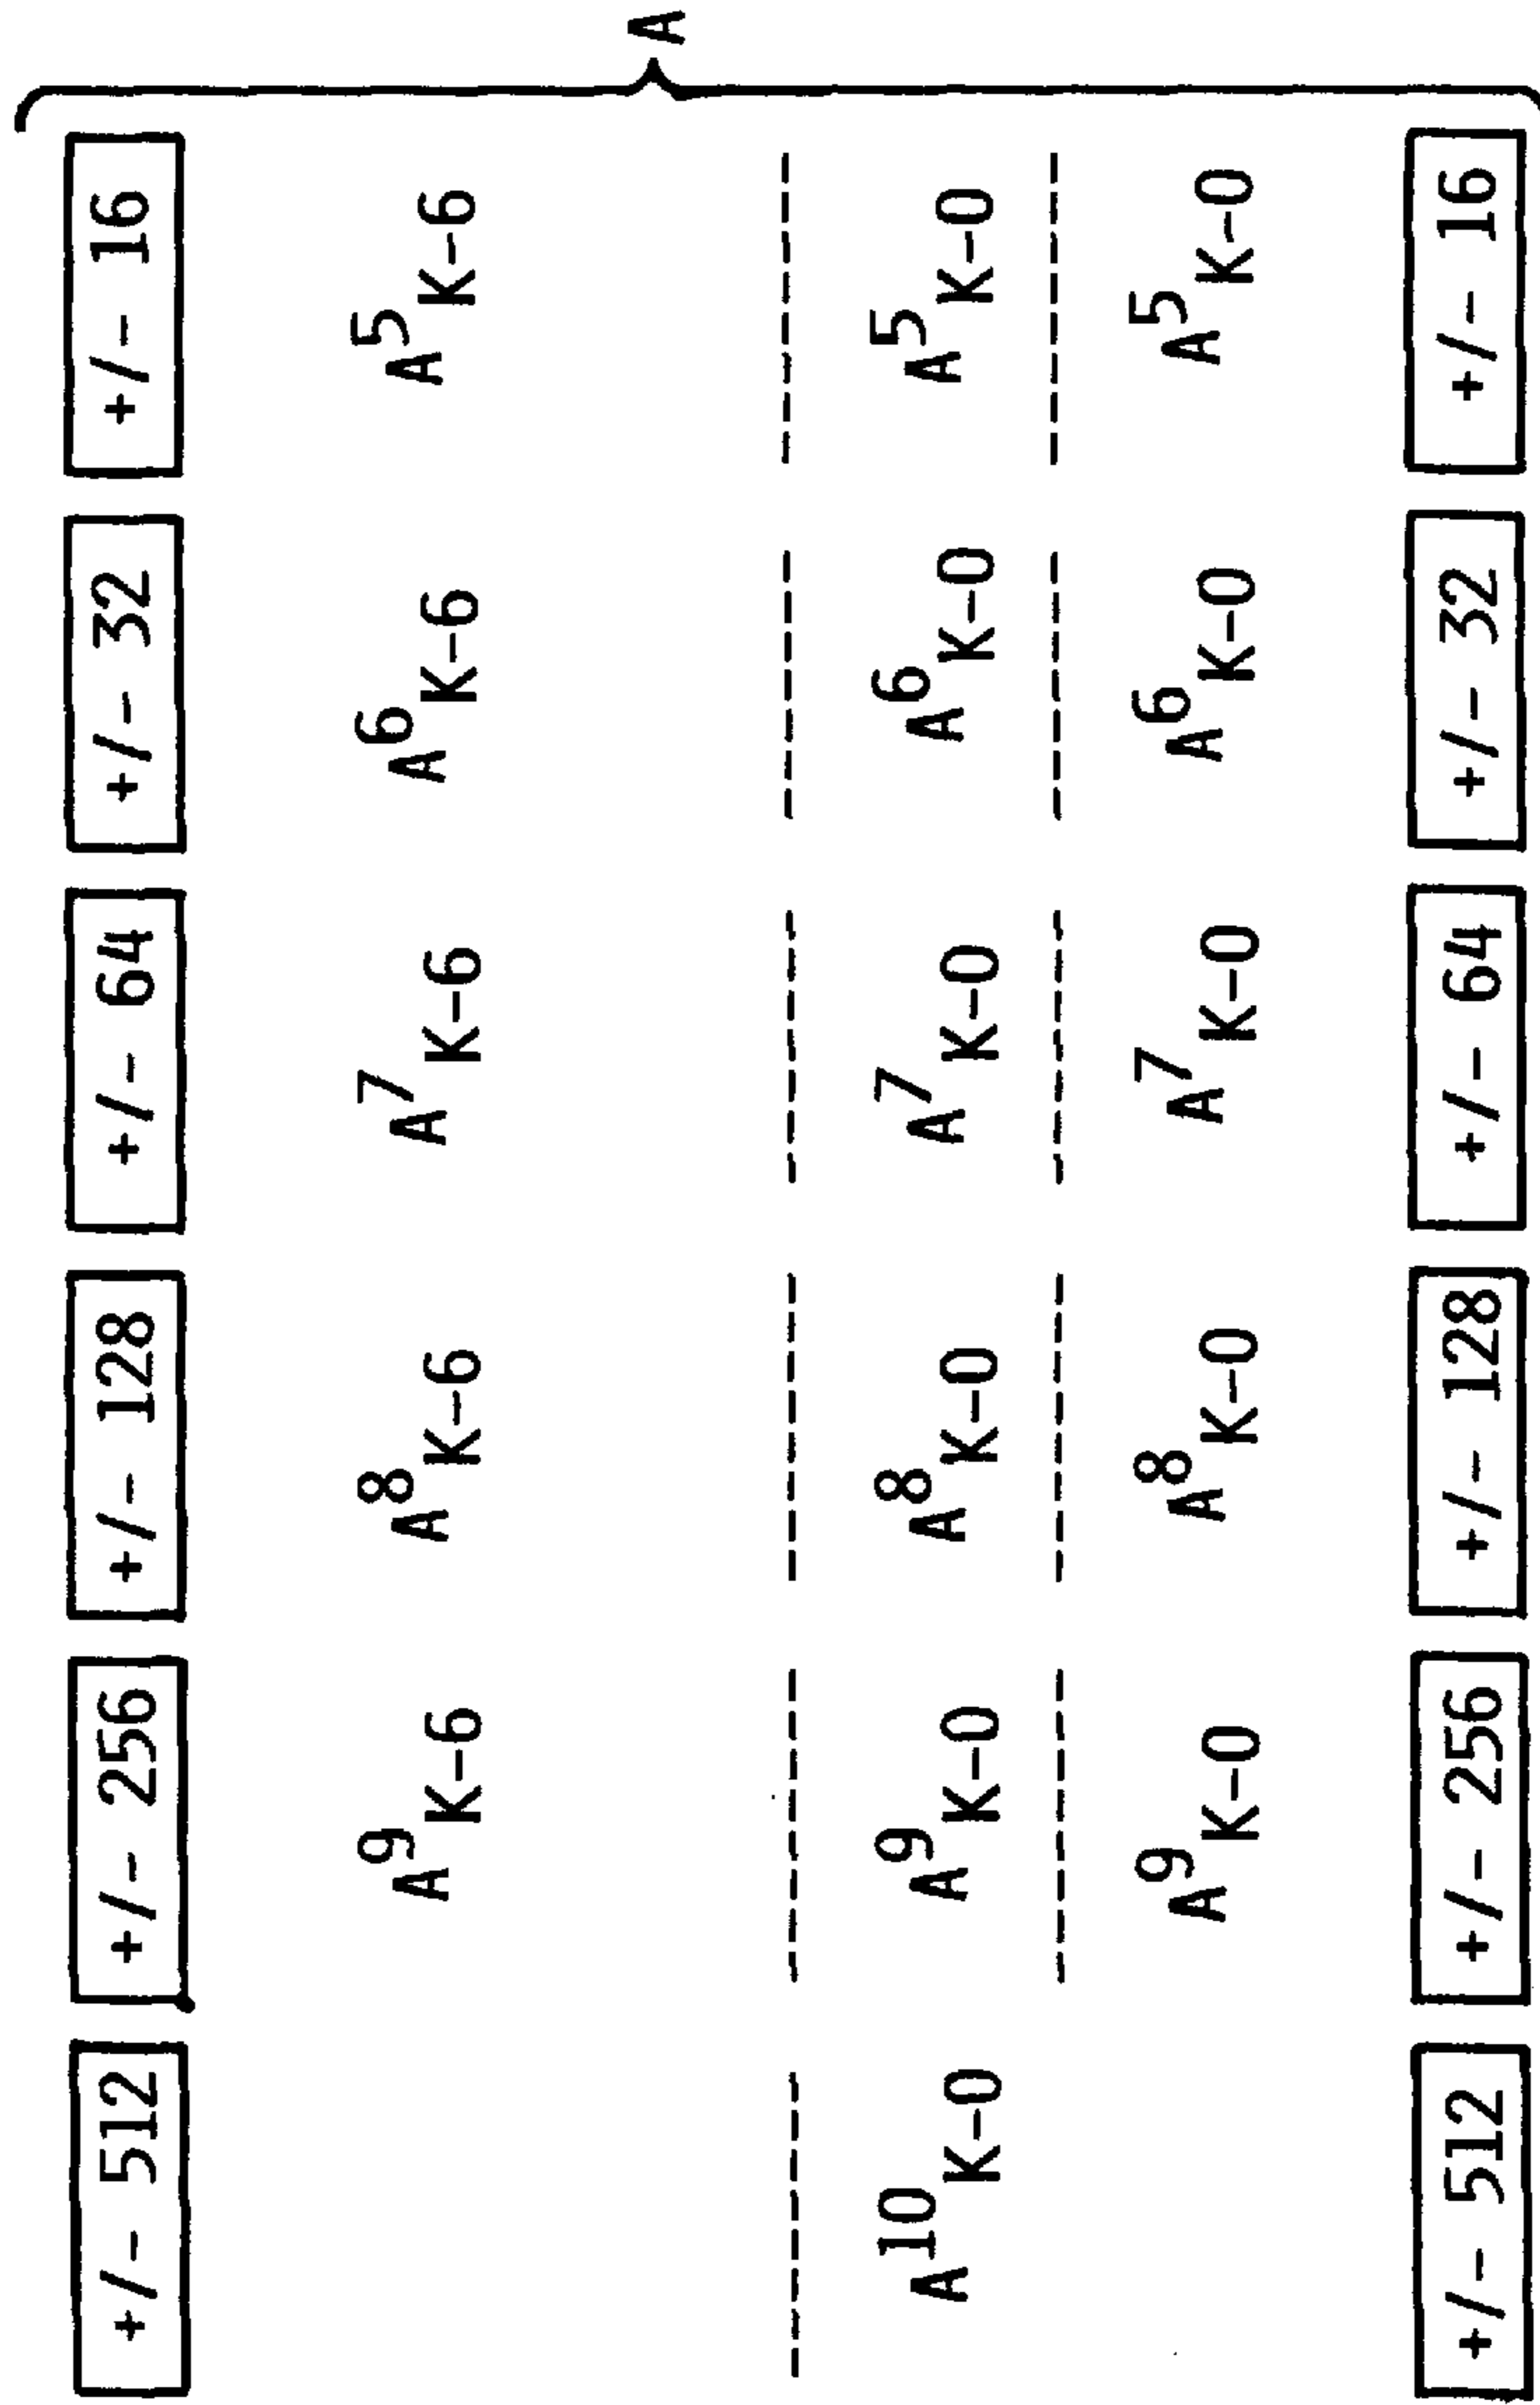 +/- 512 +/- 256 +/- 128 +/- 64 +/- 32 +/- 16
A⁹K-6 A⁸K-6 A⁷K-6 A⁶K-6 A⁵K-6
A
A¹⁰K-0 A⁹K-0 A⁸K-0 A⁷K-0 A⁶K-0 A⁵K-0
A⁹K-0 A⁸K-0 A⁷K-0 A⁶K-0 A⁵K-0
+/- 512 +/- 256 +/- 128 +/- 64 +/- 32 +/- 16